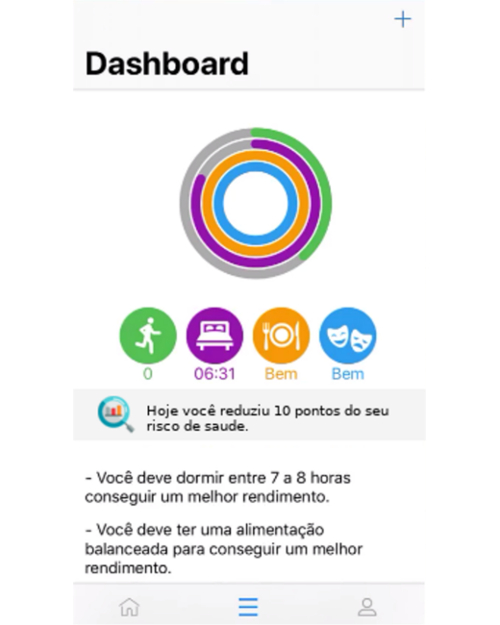 Dashboard
0
06:31
Bem
Bem
Hoje você reduziu 10 pontos do seu
risco de saude.
- Você deve dormir entre 7 a 8 horas
conseguir um melhor rendimento.
- Você deve ter uma alimentação
balanceada para conseguir um melhor
rendimento.